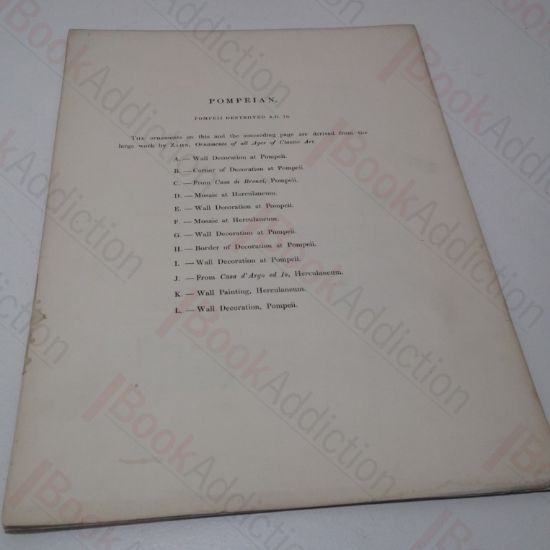 POMPEIAN.
POMPEII DESTROYED A.D. 79.
THE ornaments on this and the succeeding page are derived from the
large work by ZAHN, Ornaments of all Ages of Classic Art.
A. — Wall Decoration at Pompeii.
B. — Corner of Decoration at Pompeii.
C. — From Casa di Bronzi, Pompeii.
D. — Mosaic at Herculaneum.
E. — Wall Decoration at Pompeii.
F. — Mosaic at Herculaneum.
G. — Wall Decoration at Pompeii.
H. — Border of Decoration at Pompeii.
I. — Wall Decoration at Pompeii.
J. — From Casa d'Argo ed Io, Herculaneum.
K. — Wall Painting, Herculaneum.
L. — Wall Decoration, Pompeii.
BookAddiction